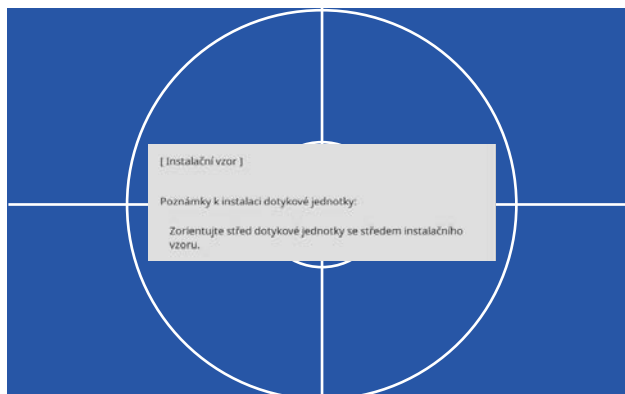 [ Instalační vzor ]
Poznámky k instalaci dotykové jednotky:
Zorientujte střed dotykové jednotky se středem instalačního
vzoru.